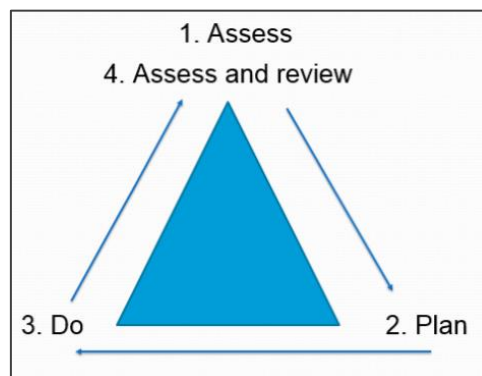 1. Assess
4. Assess and review
3. Do
2. Plan